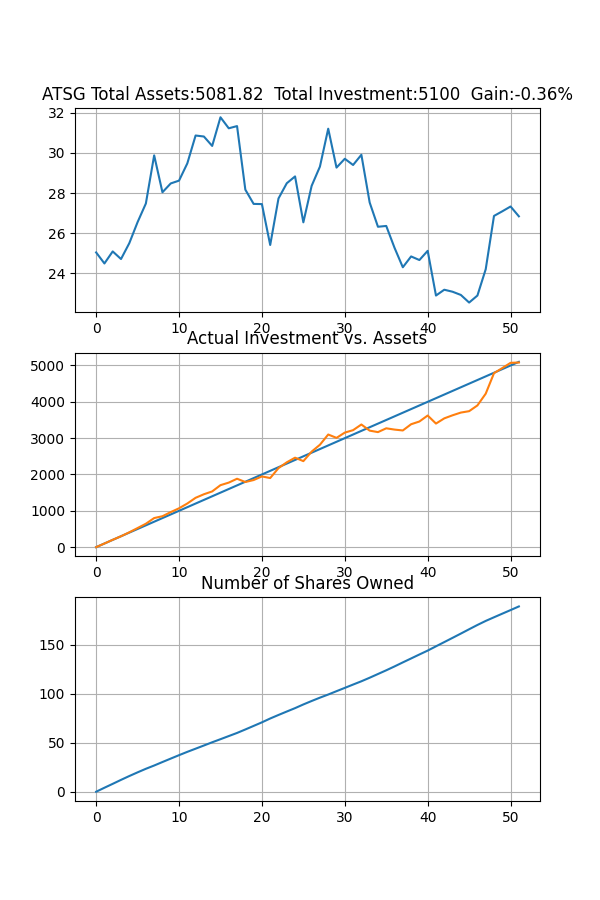 ATSG Total Assets:5081.82  Total Investment:5100  Gain:-0.36%
32
30
28
26
24
0 10 20 30 40 50
Actual Investment vs. Assets
5000
4000
3000
2000
1000
0
0 10 20 30 40 50
Number of Shares Owned
150
100
50
0
0 10 20 30 40 50